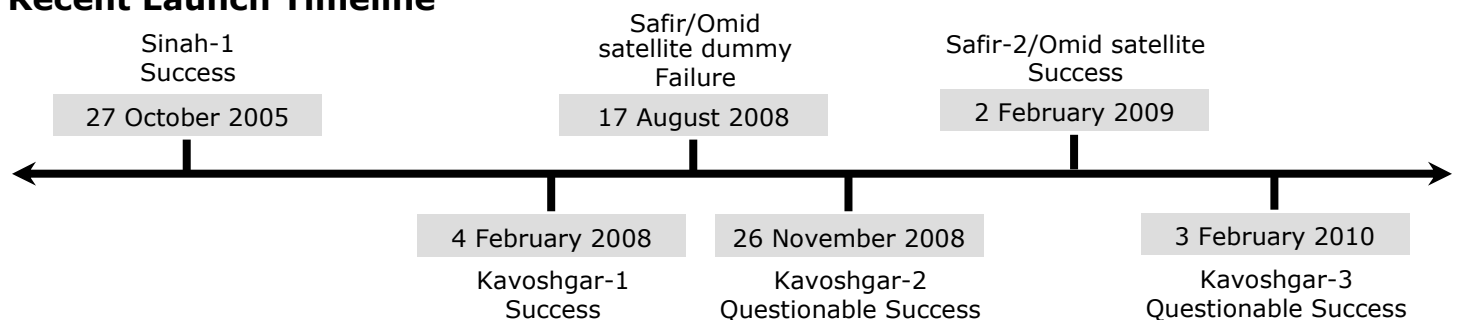 Recent Launch Timeline
Sinah-1
Success
27 October 2005
Safir/Omid
satellite dummy
Failure
17 August 2008
Safir-2/Omid satellite
Success
2 February 2009
4 February 2008
Kavoshgar-1
Success
26 November 2008
Kavoshgar-2
Questionable Success
3 February 2010
Kavoshgar-3
Questionable Success